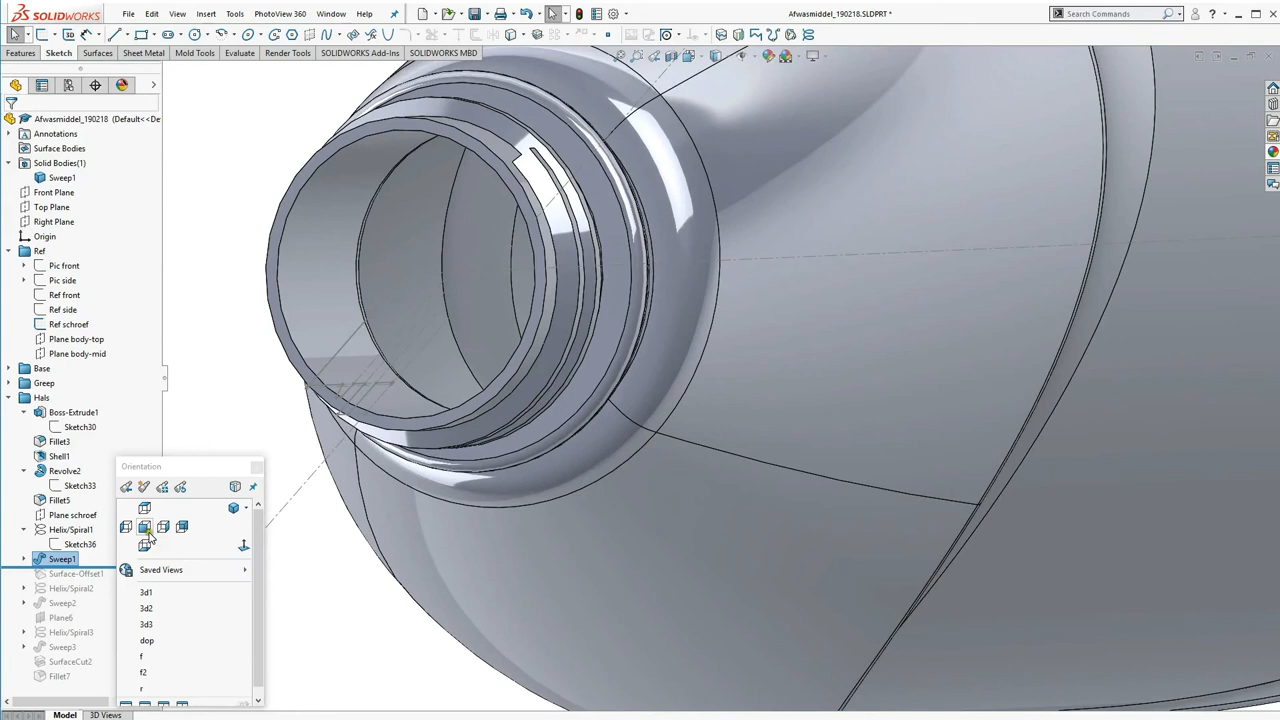 SOLIDWORKS
File Edit View Insert Tools PhotoView 360 Window Help
Afwasmiddel_190218.SLDPRT *
Search Commands
Features Sketch Surfaces Sheet Metal Mold Tools Evaluate Render Tools SOLIDWORKS Add-Ins SOLIDWORKS MBD
Afwasmiddel_190218 (Default<<De
Annotations
Surface Bodies
Solid Bodies(1)
Sweep1
Front Plane
Top Plane
Right Plane
Origin
Ref
Pic front
Pic side
Ref front
Ref side
Ref schroef
Plane body-top
Plane body-mid
Base
Greep
Hals
Boss-Extrude1
Sketch30
Fillet3
Shell1
Revolve2
Sketch33
Fillet5
Plane schroef
Helix/Spiral1
Sketch36
Sweep1
Surface-Offset1
Helix/Spiral2
Sweep2
Plane6
Helix/Spiral3
Sweep3
SurfaceCut2
Fillet7
Orientation
Saved Views
3d1
3d2
3d3
dop
f
f2
r
Model 3D Views